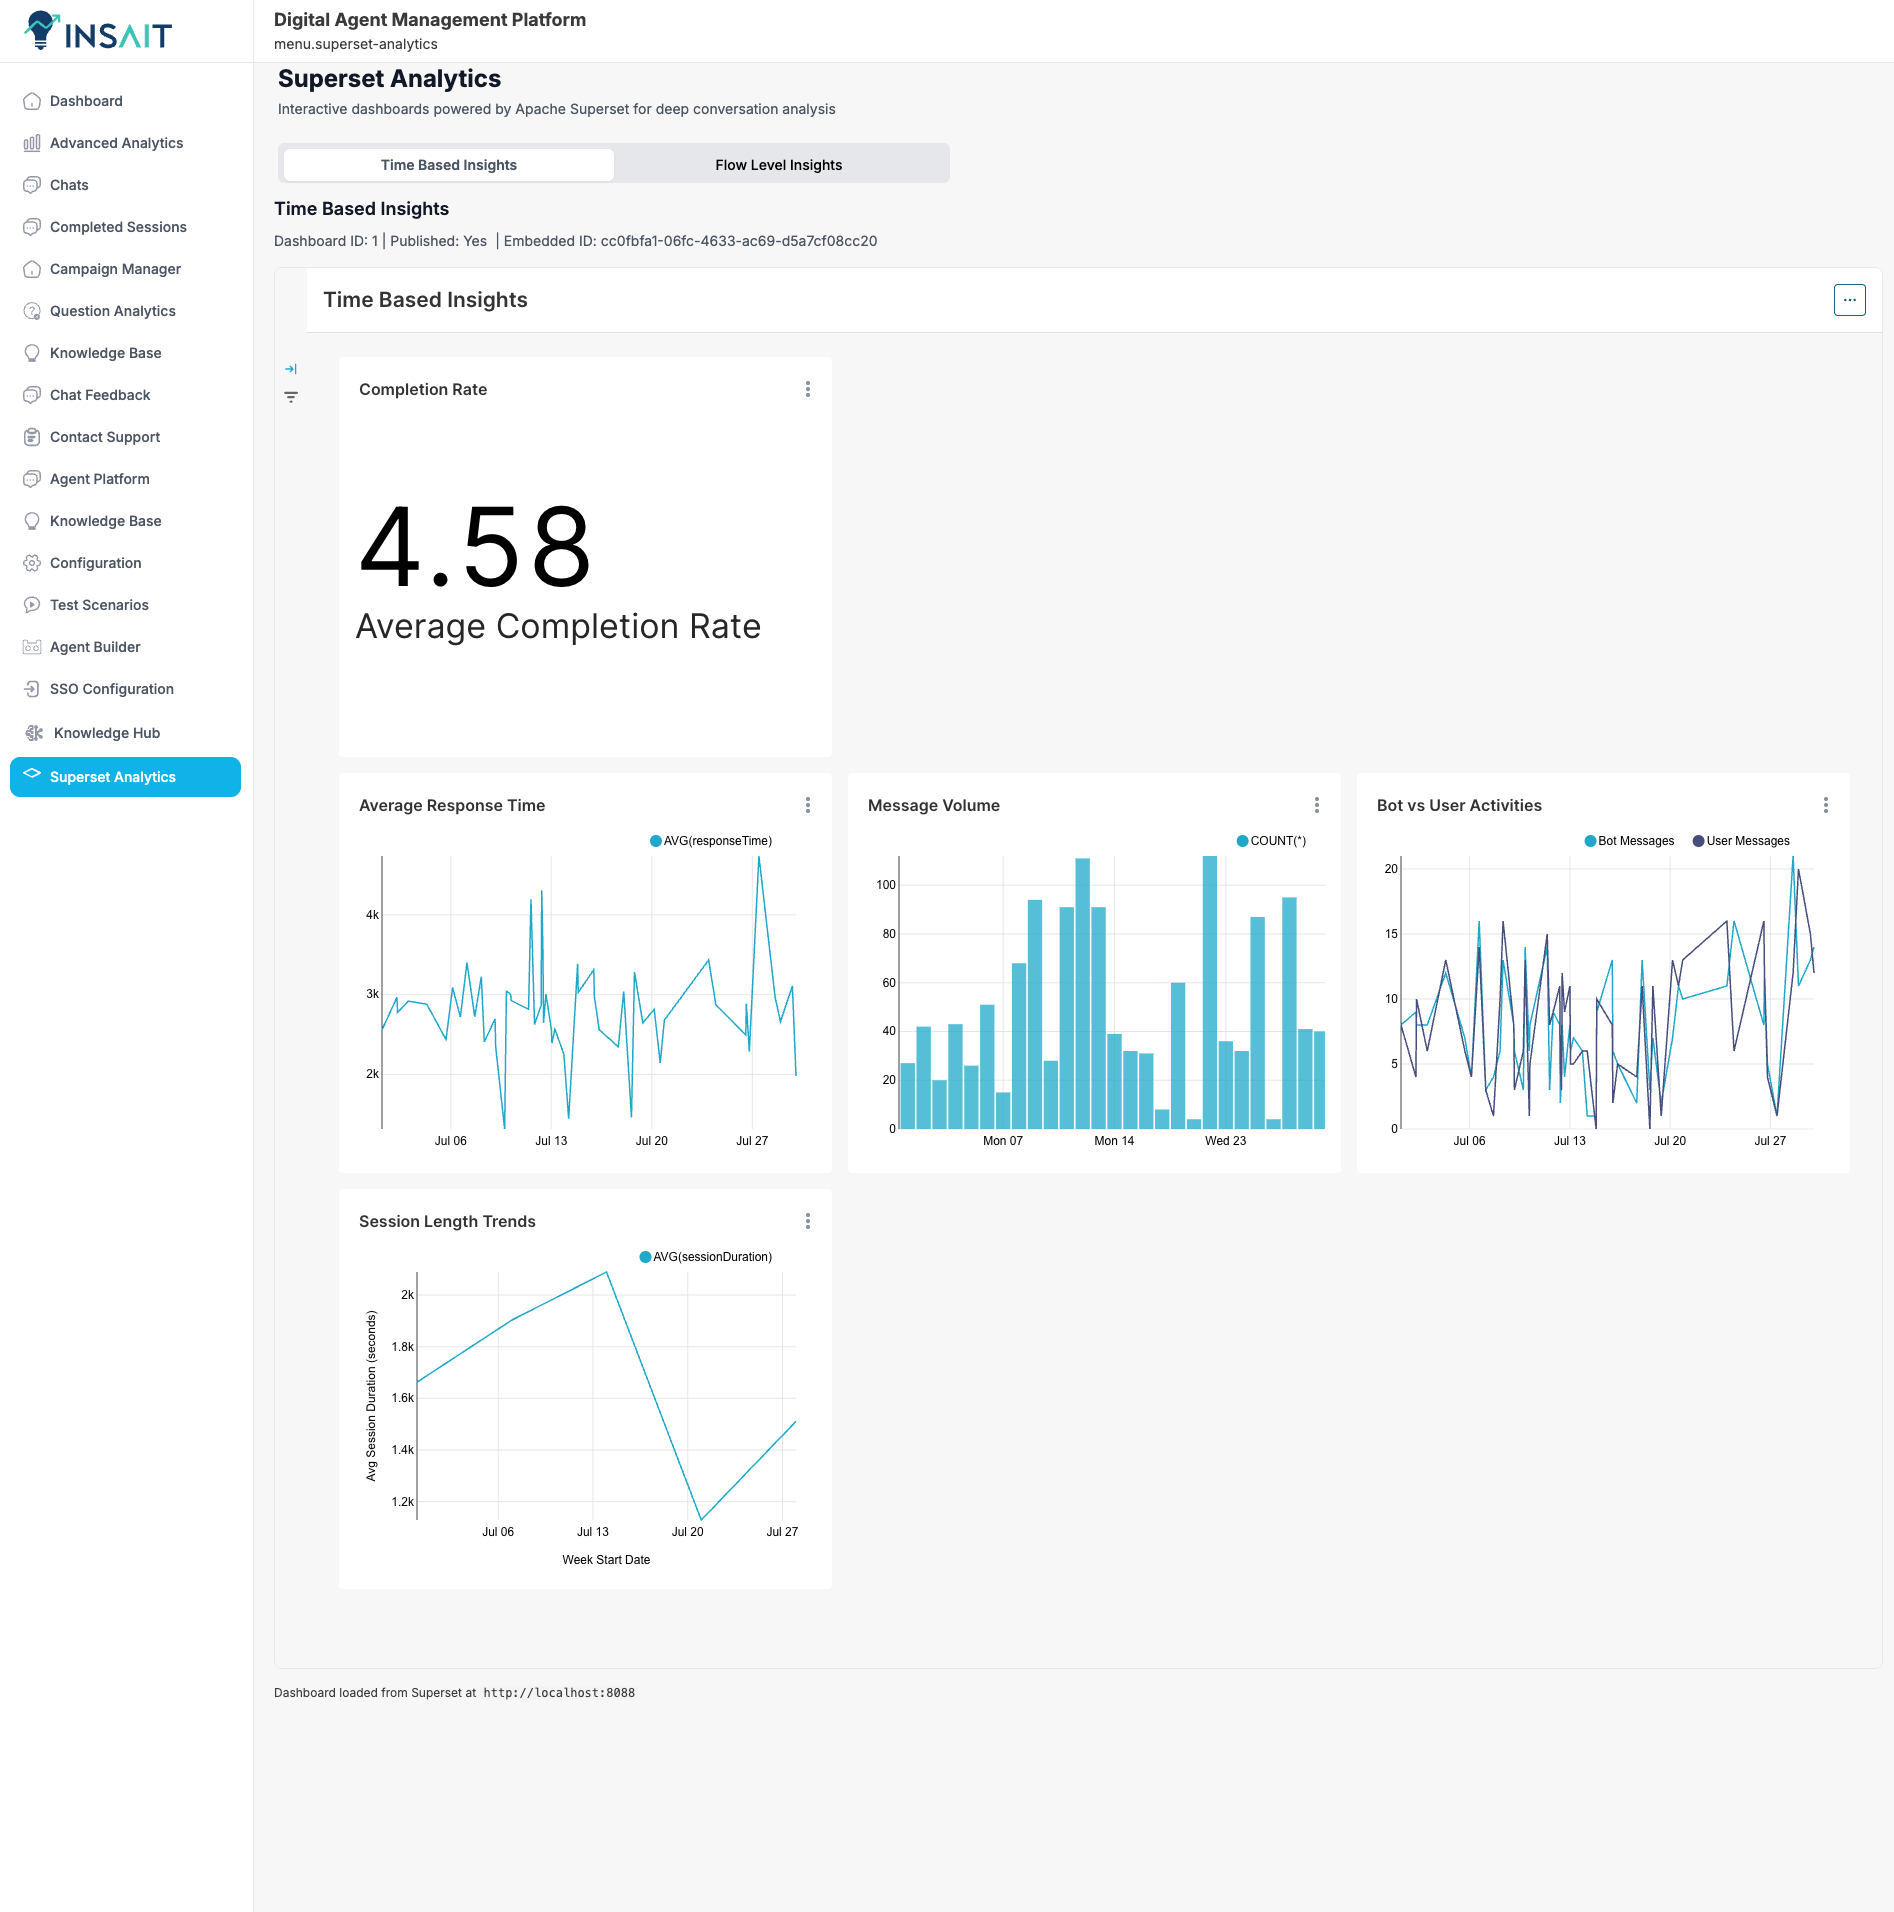 INSAIT
Digital Agent Management Platform
menu.superset-analytics
Dashboard
Advanced Analytics
Chats
Completed Sessions
Campaign Manager
Question Analytics
Knowledge Base
Chat Feedback
Contact Support
Agent Platform
Knowledge Base
Configuration
Test Scenarios
Agent Builder
SSO Configuration
Knowledge Hub
Superset Analytics
Superset Analytics
Interactive dashboards powered by Apache Superset for deep conversation analysis
Time Based Insights
Flow Level Insights
Time Based Insights
Dashboard ID: 1 | Published: Yes | Embedded ID: cc0fbfa1-06fc-4633-ac69-d5a7cf08cc20
Time Based Insights
Completion Rate
4.58
Average Completion Rate
Average Response Time
AVG(responseTime)
4k
3k
2k
Jul 06 Jul 13 Jul 20 Jul 27
Message Volume
COUNT(*)
100
80
60
40
20
0
Mon 07 Mon 14 Wed 23
Bot vs User Activities
Bot Messages User Messages
20
15
10
5
0
Jul 06 Jul 13 Jul 20 Jul 27
Session Length Trends
AVG(sessionDuration)
Avg Session Duration (seconds)
2k
1.8k
1.6k
1.4k
1.2k
Jul 06 Jul 13 Jul 20 Jul 27
Week Start Date
Dashboard loaded from Superset at http://localhost:8088